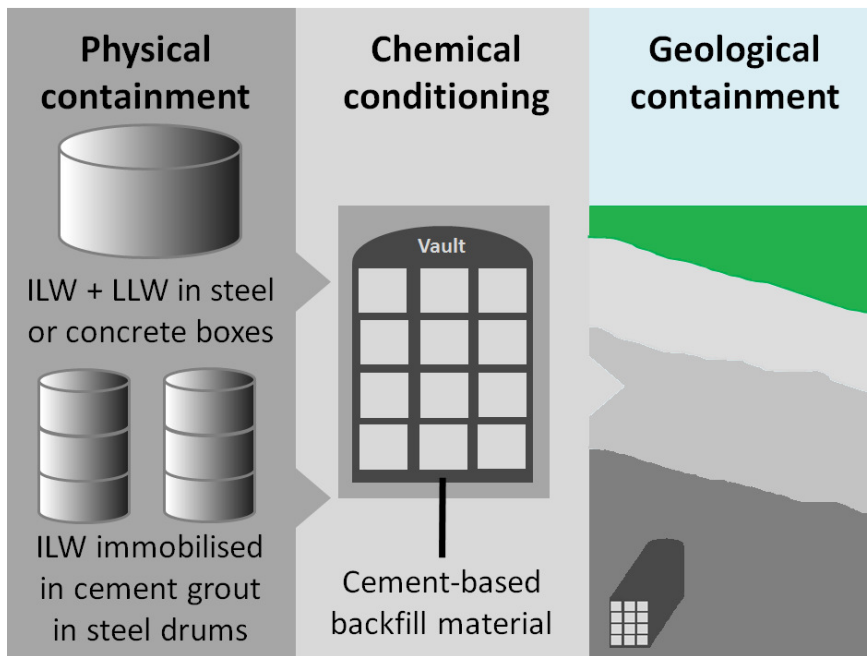 Physical
containment
ILW + LLW in steel
or concrete boxes
ILW immobilised
in cement grout
in steel drums
Chemical
conditioning
Vault
Cement-based
backfill material
Geological
containment